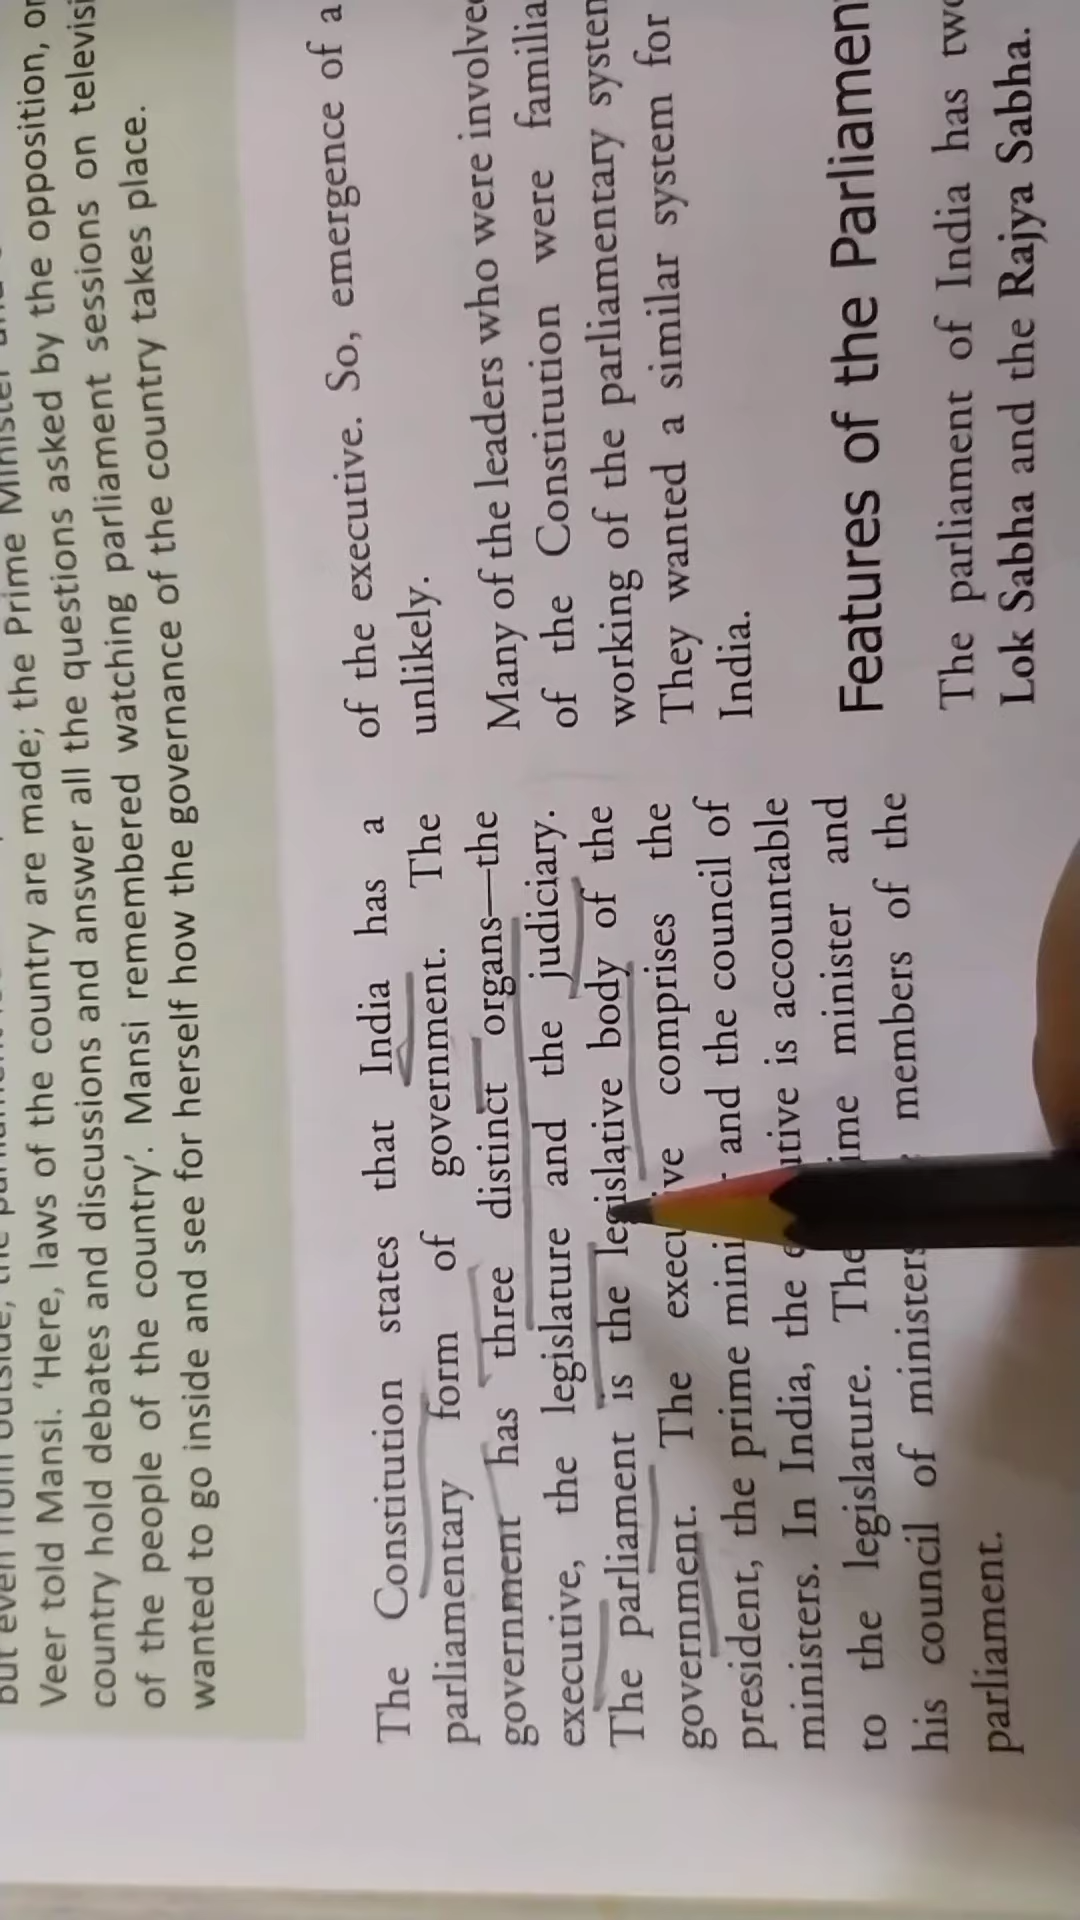 Veer told Mansi. ‘Here, laws of the country are made; the Prime Minister
country hold debates and discussions and answer all the questions asked by the opposition, or
of the people of the country’. Mansi remembered watching parliament sessions on televisi
wanted to go inside and see for herself how the governance of the country takes place.
The Constitution states that India has a
parliamentary form of government. The
government has three distinct organs—the
executive, the legislature and the judiciary.
The parliament is the legislative body of the
government. The executive comprises the
president, the prime mini and the council of
ministers. In India, the utive is accountable
to the legislature. The ime minister and
his council of ministers members of the
parliament.
of the executive. So, emergence of a
unlikely.
Many of the leaders who were involve
of the Constitution were familia
working of the parliamentary system
They wanted a similar system for
India.
Features of the Parliamen
The parliament of India has two
Lok Sabha and the Rajya Sabha.